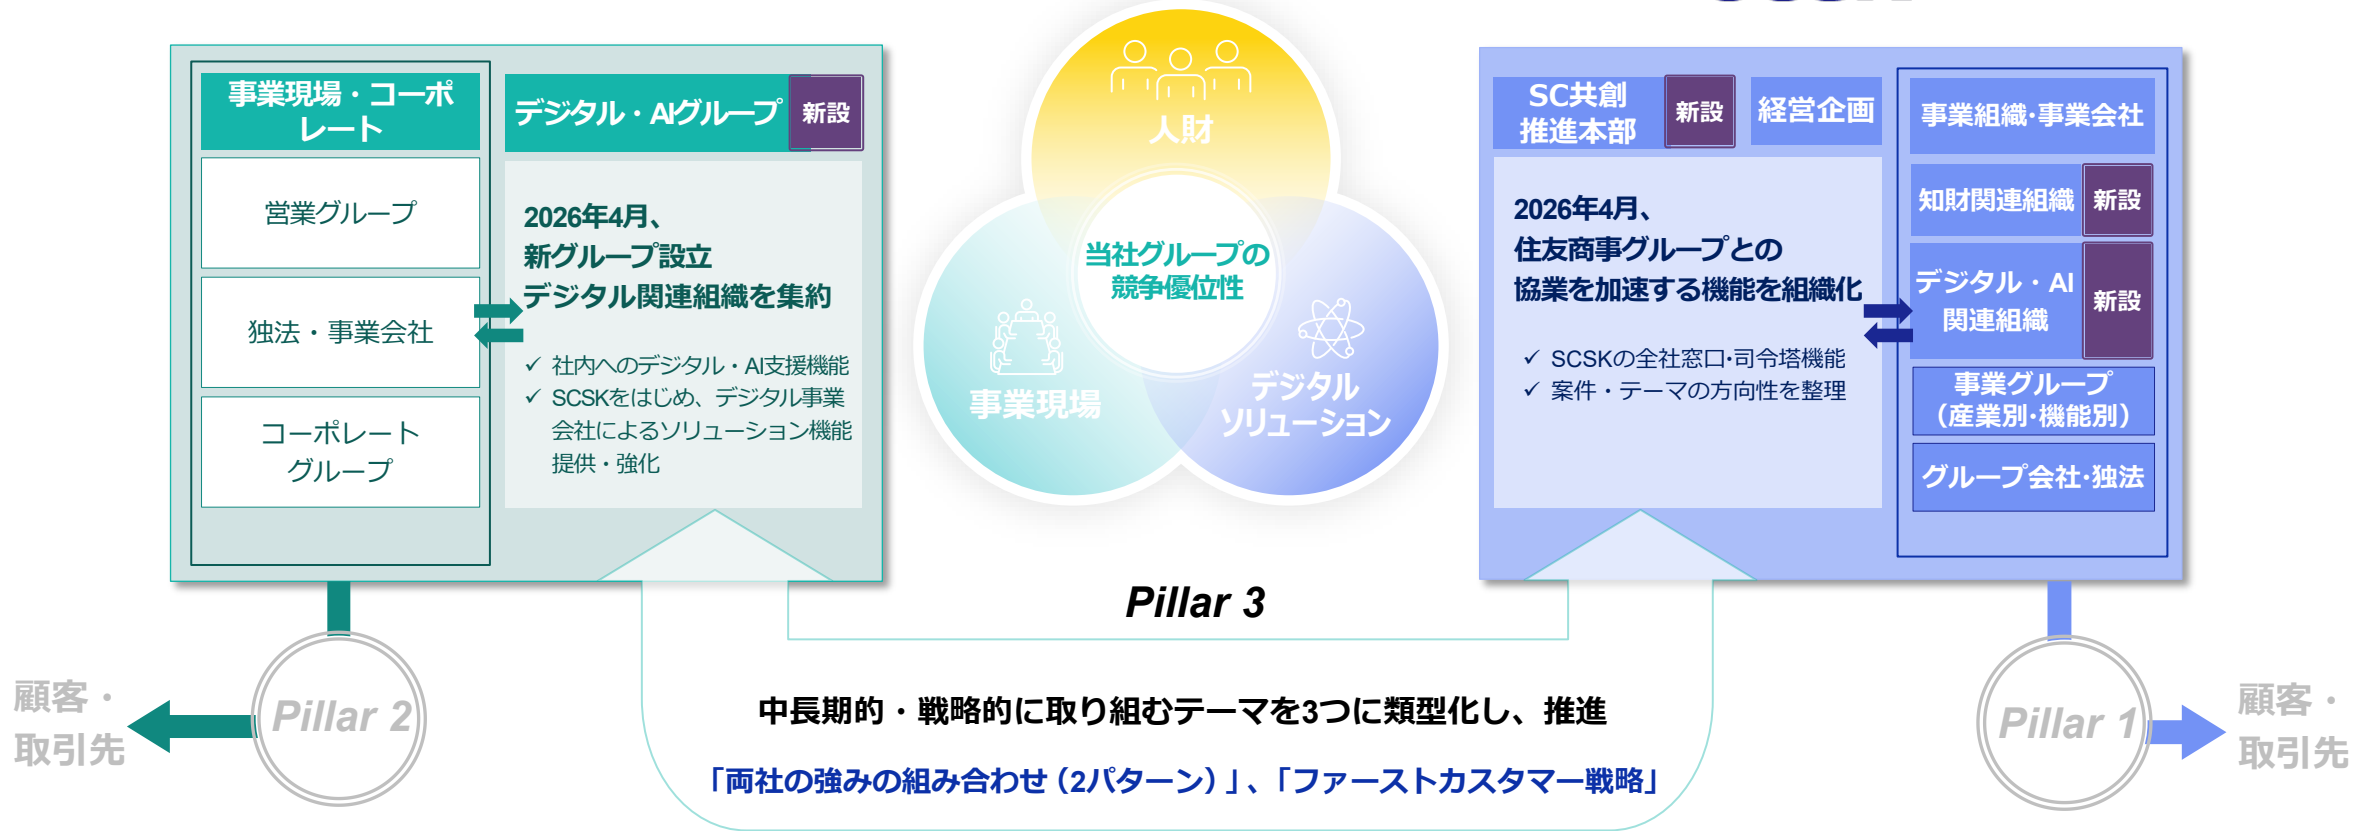 事業現場・コーポ
レート
営業グループ
独法・事業会社
コーポレート
グループ
デジタル・AIグループ
新設
2026年4月、
新グループ設立
デジタル関連組織を集約
✓ 社内へのデジタル・AI支援機能
✓ SCSKをはじめ、デジタル事業
会社によるソリューション機能
提供・強化
人財
当社グループの
競争優位性
事業現場
デジタル
ソリューション
SC共創
推進本部
新設
経営企画
2026年4月、
住友商事グループとの
協業を加速する機能を組織化
✓ SCSKの全社窓口・司令塔機能
✓ 案件・テーマの方向性を整理
事業組織・事業会社
知財関連組織
新設
デジタル・AI
関連組織
新設
事業グループ
（産業別・機能別）
グループ会社・独法
Pillar 3
中長期的・戦略的に取り組むテーマを3つに類型化し、推進
「両社の強みの組み合わせ（2パターン）」、「ファーストカスタマー戦略」
顧客・
取引先
Pillar 2
Pillar 1
顧客・
取引先